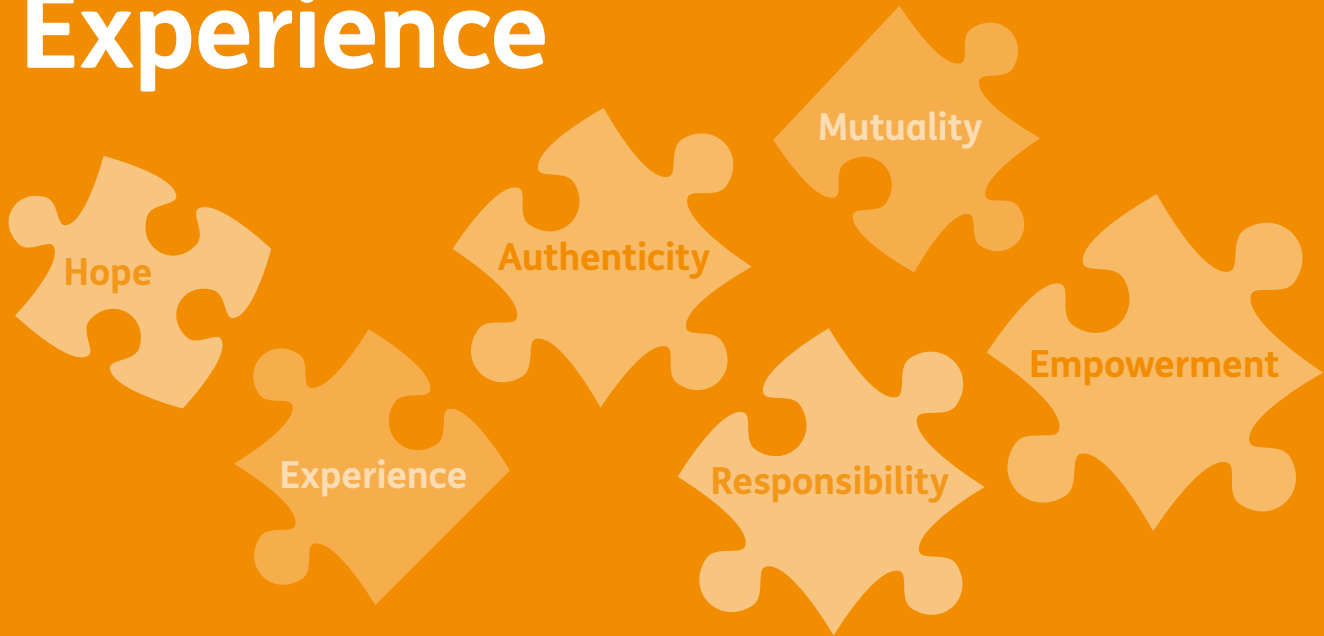 Experience
Mutuality
Hope
Authenticity
Empowerment
Experience
Responsibility